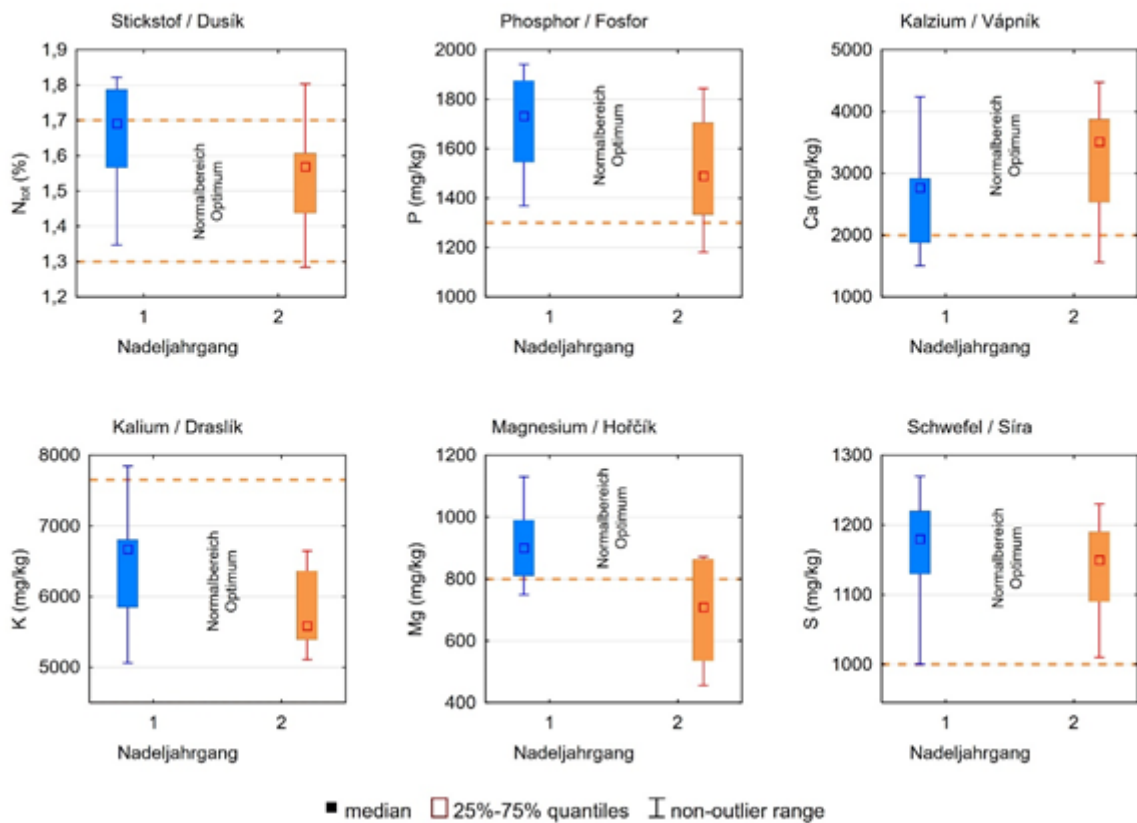 Stickstof / Dusík
Phosphor / Fosfor
Kalzium / Vápník
1,9
1,8
1,7
1,6
1,5
1,4
1,3
1,2
Ntot (%)
Normalbereich
Optimum
1
2
Nadeljahrgang
2000
1800
1600
1400
1200
1000
P (mg/kg)
Normalbereich
Optimum
1
2
Nadeljahrgang
5000
4000
3000
2000
1000
Ca (mg/kg)
Normalbereich
Optimum
1
2
Nadeljahrgang
Kalium / Draslík
Magnesium / Hořčík
Schwefel / Síra
8000
7000
6000
5000
K (mg/kg)
Normalbereich
Optimum
1
2
Nadeljahrgang
1200
1000
800
600
400
Mg (mg/kg)
Normalbereich
Optimum
1
2
Nadeljahrgang
1300
1200
1100
1000
S (mg/kg)
Normalbereich
Optimum
1
2
Nadeljahrgang
median 25%-75% quantiles non-outlier range